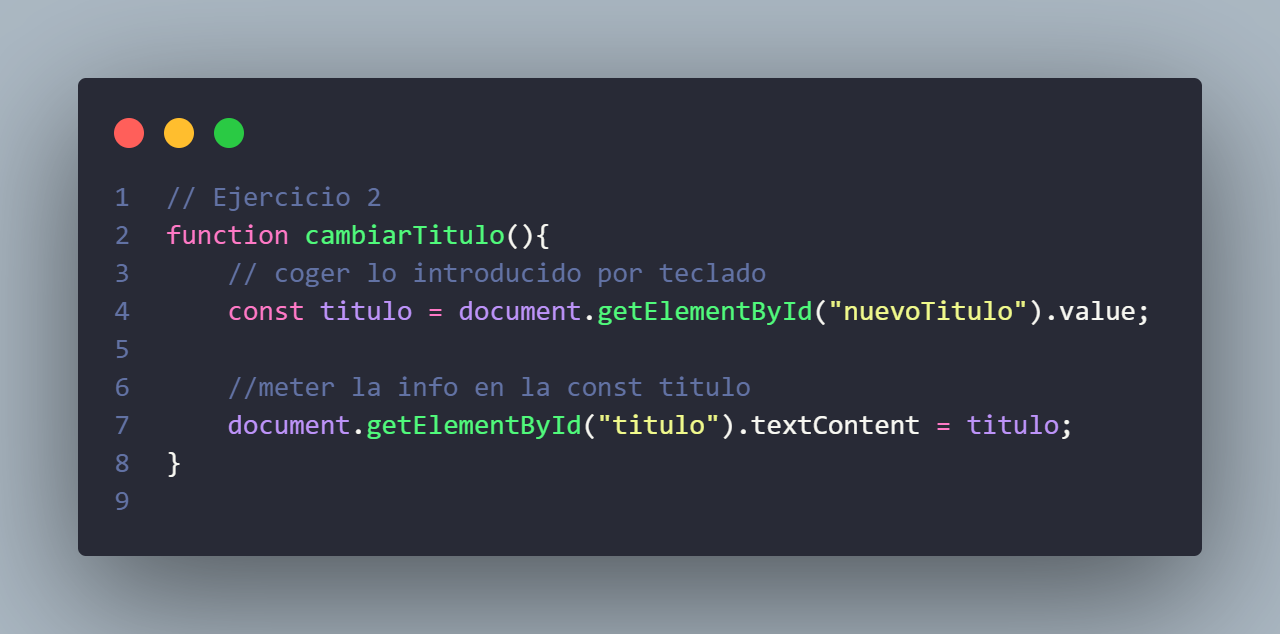 1 // Ejercicio 2
2 function cambiarTitulo(){
3     // coger lo introducido por teclado
4     const titulo = document.getElementById("nuevoTitulo").value;
5
6     //meter la info en la const titulo
7     document.getElementById("titulo").textContent = titulo;
8 }
9